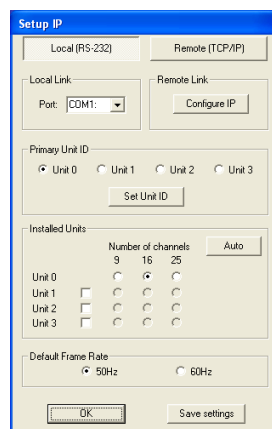 Setup IP
Local (RS-232) Remote (TCP/IP)
Local Link Remote Link
Port: COM1: Configure IP
Primary Unit ID
Unit 0 Unit 1 Unit 2 Unit 3
Set Unit ID
Installed Units
Number of channels Auto
9 16 25
Unit 0
Unit 1
Unit 2
Unit 3
Default Frame Rate
50Hz 60Hz
OK Save settings